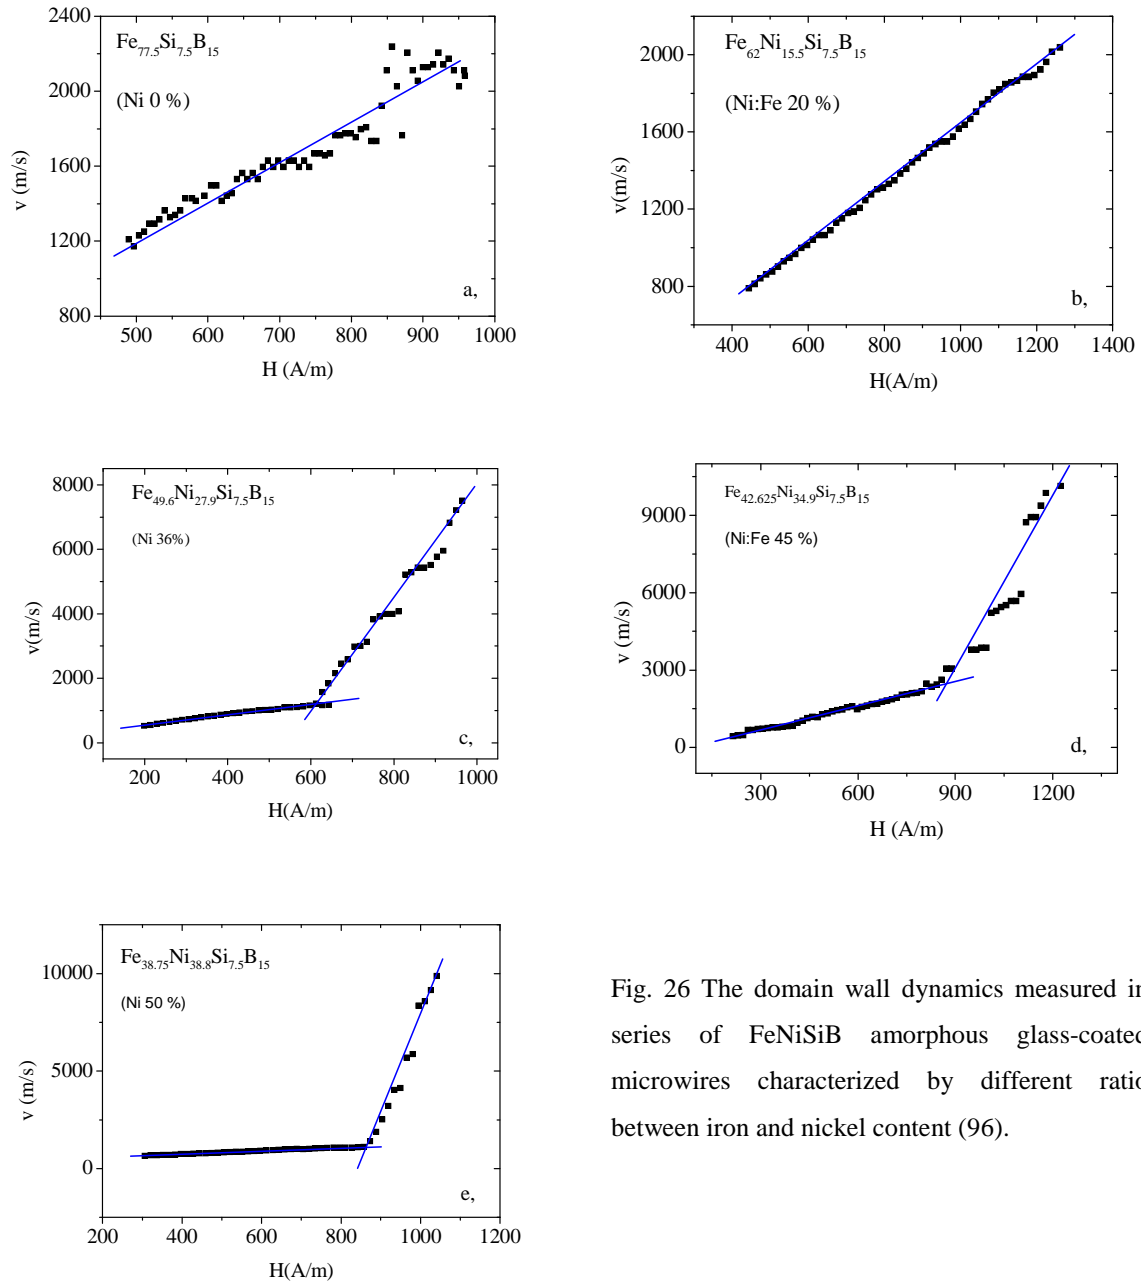 2400
2000
1600
1200
800
v (m/s)
Fe77.5Si7.5B15
(Ni 0 %)
a,
500 600 700 800 900 1000
H (A/m)
2000
1600
1200
800
v(m/s)
Fe62Ni15.5Si7.5B15
(Ni:Fe 20 %)
b,
400 600 800 1000 1200 1400
H(A/m)
8000
6000
4000
2000
0
v(m/s)
Fe49.6Ni27.9Si7.5B15
(Ni 36%)
c,
200 400 600 800 1000
H(A/m)
9000
6000
3000
0
v (m/s)
Fe42.625Ni34.9Si7.5B15
(Ni:Fe 45 %)
d,
300 600 900 1200
H (A/m)
10000
5000
0
v (m/s)
Fe38.75Ni38.8Si7.5B15
(Ni 50 %)
e,
200 400 600 800 1000 1200
H(A/m)
Fig. 26 The domain wall dynamics measured in
series of FeNiSiB amorphous glass-coated
microwires characterized by different ratio
between iron and nickel content (96).